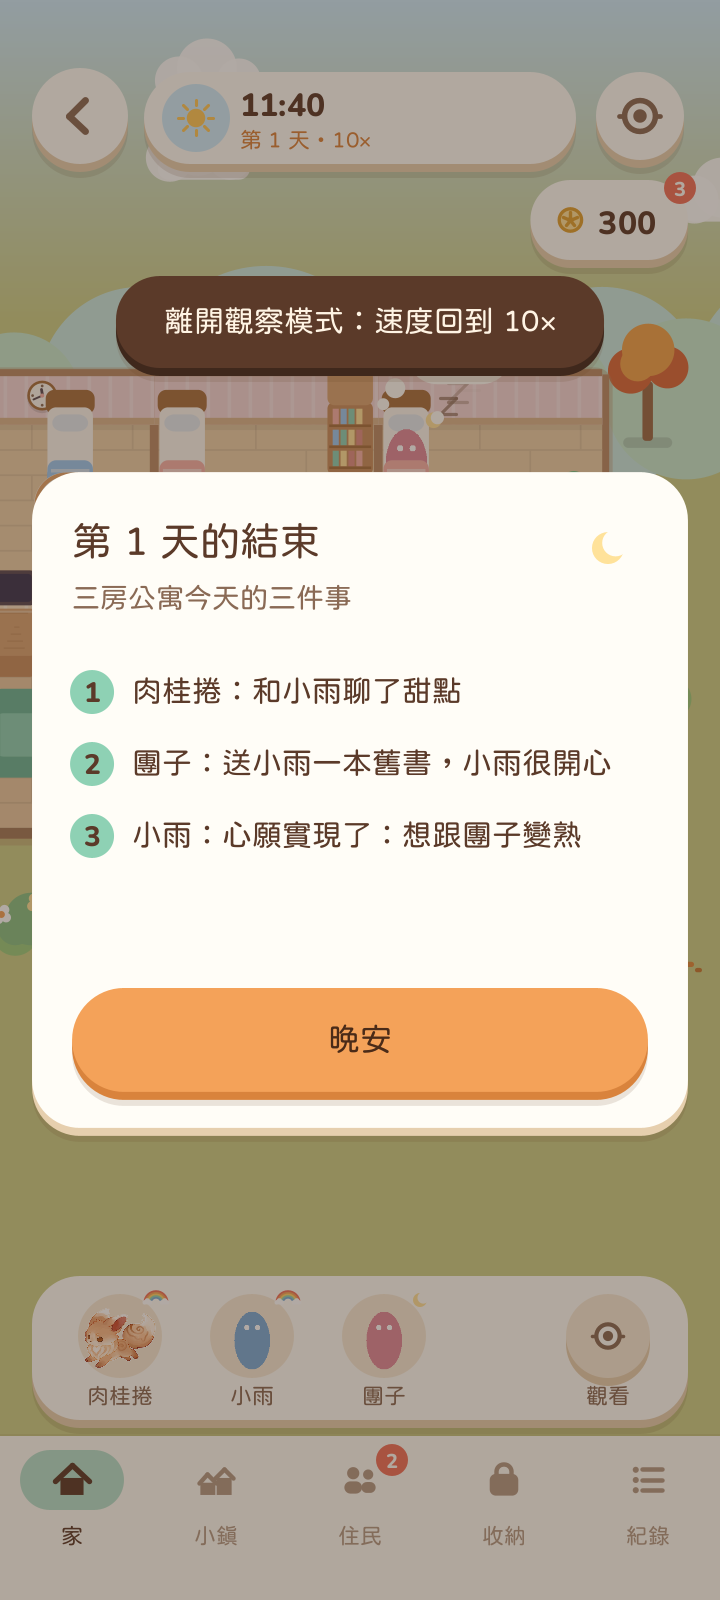 11:40
第 1 天・10×
3
300
離開觀察模式：速度回到 10×
第 1 天的結束
三房公寓今天的三件事
1 肉桂捲：和小雨聊了甜點
2 團子：送小雨一本舊書，小雨很開心
3 小雨：心願實現了：想跟團子變熟
晚安
肉桂捲 小雨 團子 觀看
2
家 小鎮 住民 收納 紀錄